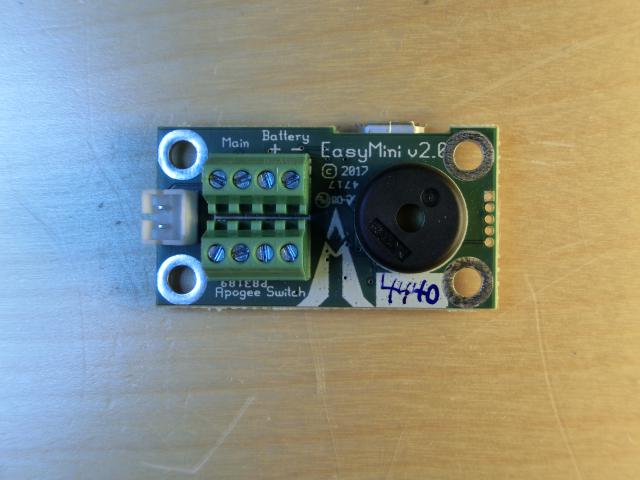 Battery
Main + -
EasyMini v2.0
© 2017
4717
4440
P83189
Apogee Switch